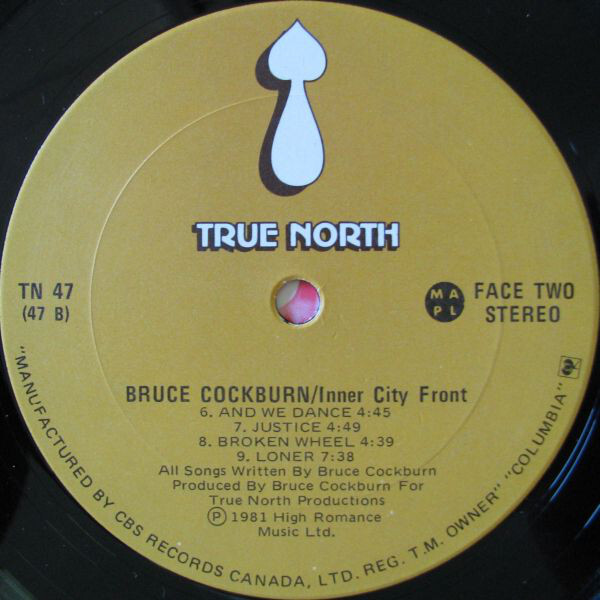 TRUE NORTH
TN 47
(47 B)
MA
PL
FACE TWO
STEREO
BRUCE COCKBURN/Inner City Front
6. AND WE DANCE 4:45
7. JUSTICE 4:49
8. BROKEN WHEEL 4:39
9. LONER 7:38
All Songs Written By Bruce Cockburn
Produced By Bruce Cockburn For
True North Productions
Ⓟ 1981 High Romance
Music Ltd.
"MANUFACTURED BY CBS RECORDS CANADA, LTD. REG. T.M. OWNER" "COLUMBIA"